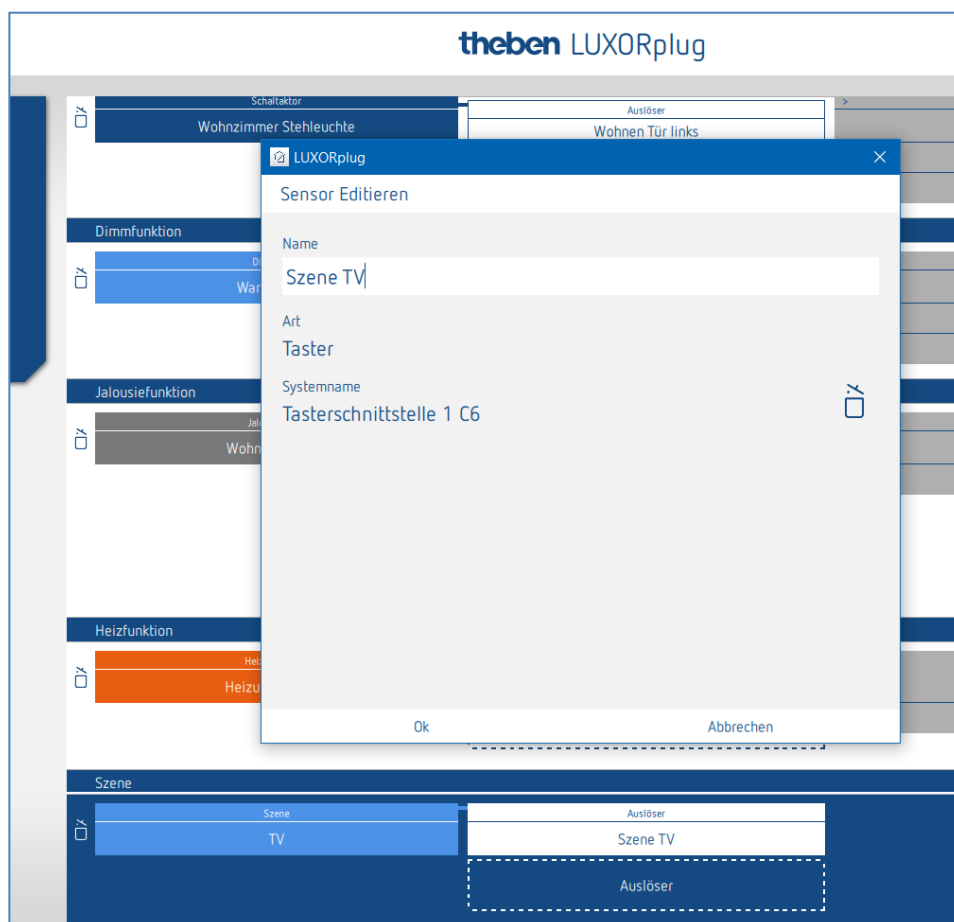 theben LUXORplug
Schaltaktor
Wohnzimmer Stehleuchte
Auslöser
>
Wohnen Tür links
LUXORplug
Sensor Editieren
Dimmfunktion
Name
Szene TV
Art
Taster
Jalousiefunktion
Systemname
Tasterschnittstelle 1 C6
Heizfunktion
Ok
Abbrechen
Szene
Szene
TV
Auslöser
Szene TV
Auslöser